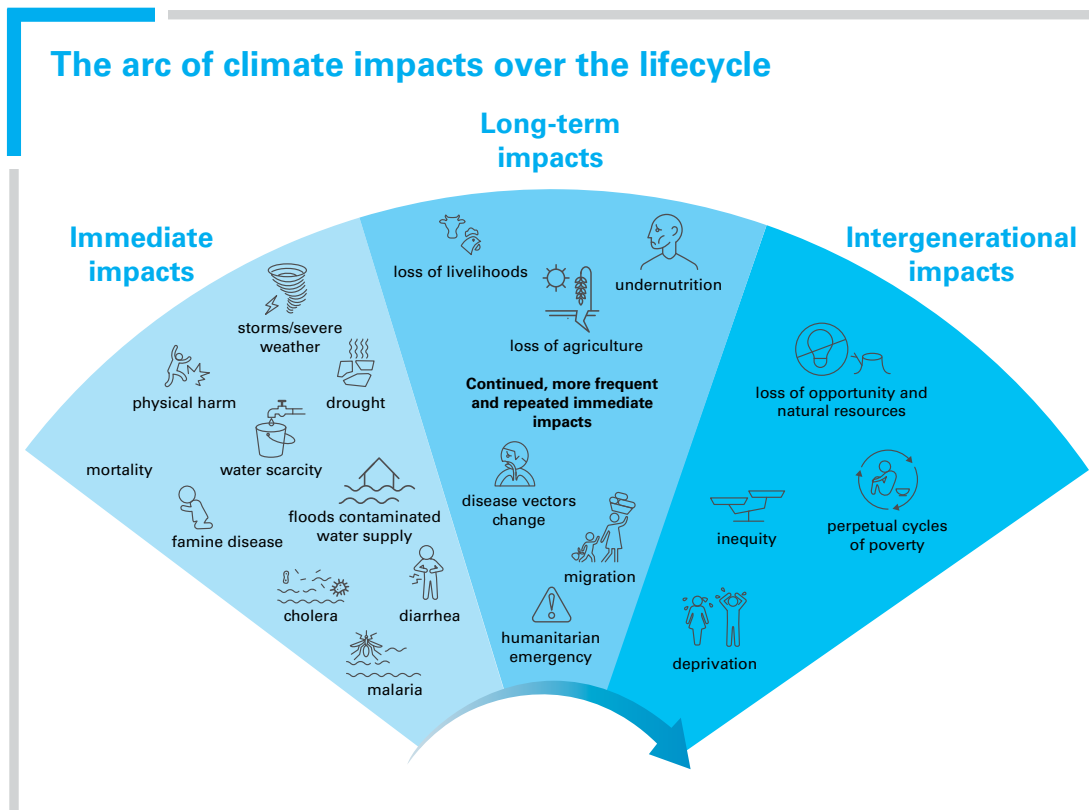 The arc of climate impacts over the lifecycle
Immediate
impacts
storms/severe
weather
physical harm
drought
mortality
water scarcity
famine disease
floods contaminated
water supply
cholera
diarrhea
malaria
Long-term
impacts
loss of livelihoods
undernutrition
loss of agriculture
Continued, more frequent
and repeated immediate
impacts
disease vectors
change
migration
humanitarian
emergency
Intergenerational
impacts
loss of opportunity and
natural resources
inequity
perpetual cycles
of poverty
deprivation